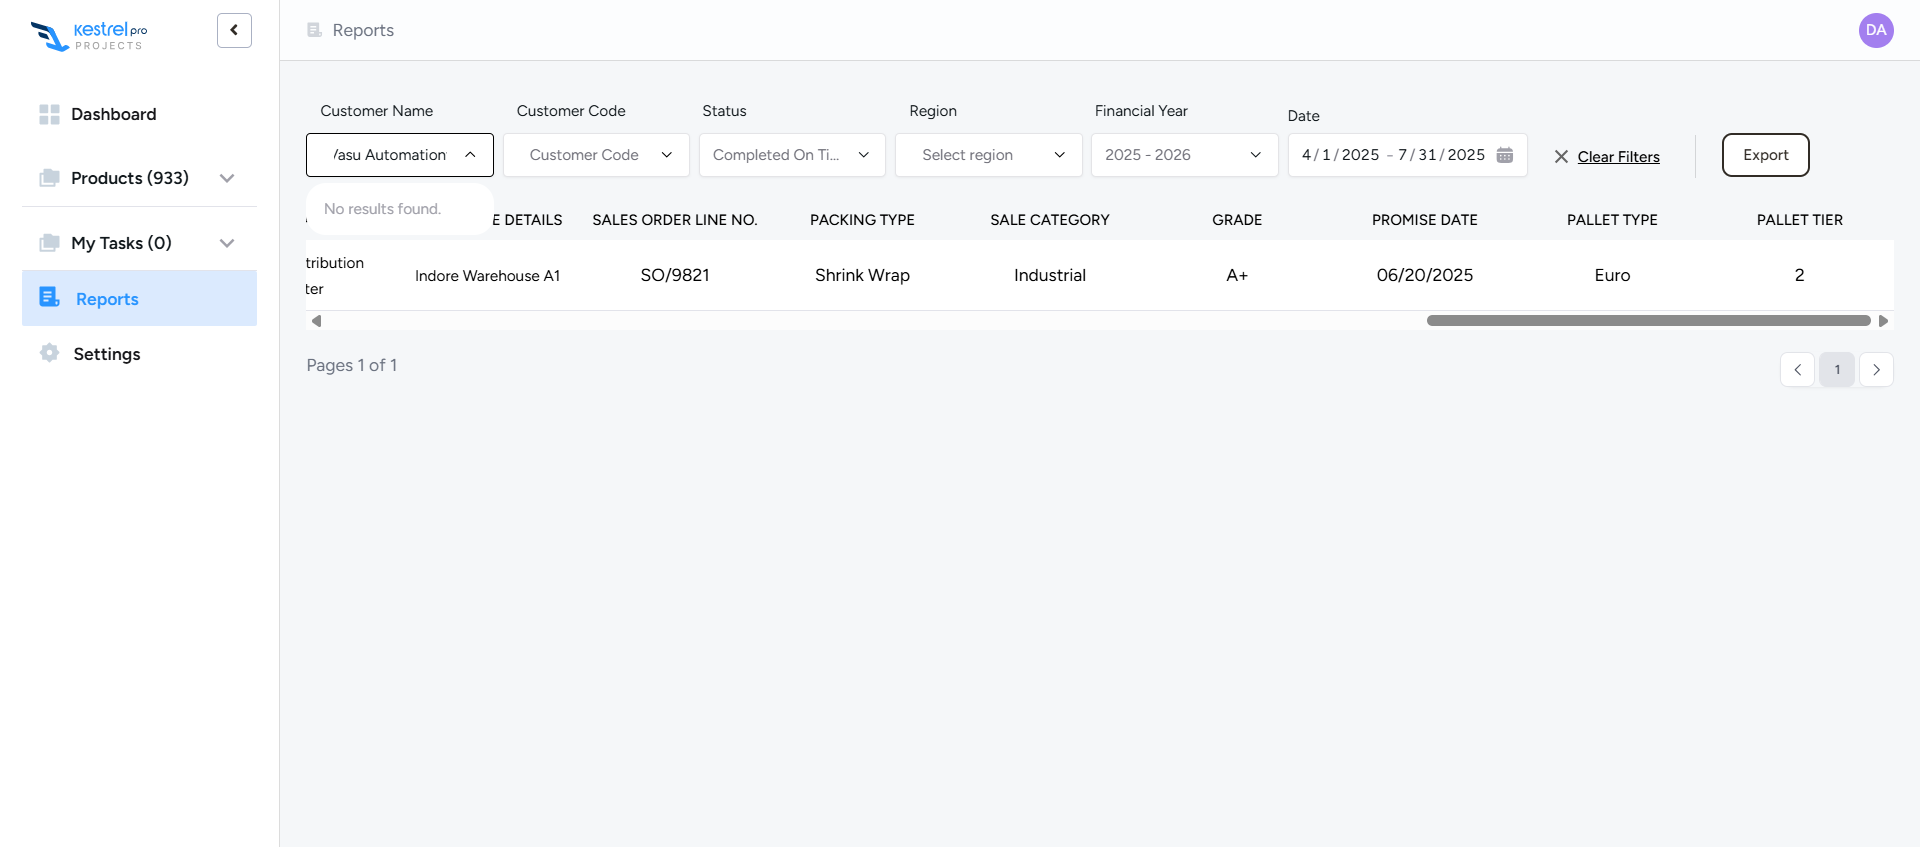 Kestrel pro
PROJECTS
Reports
DA
Dashboard
Products (933)
My Tasks (0)
Reports
Settings
Customer Name
Customer Code
Status
Region
Financial Year
Date
Automation
Customer Code
Completed On Ti...
Select region
2025 - 2026
4 / 1 / 2025 - 7 / 31 / 2025
Clear Filters
Export
No results found.
E DETAILS
SALES ORDER LINE NO.
PACKING TYPE
SALE CATEGORY
GRADE
PROMISE DATE
PALLET TYPE
PALLET TIER
tribution
ter
Indore Warehouse A1
SO/9821
Shrink Wrap
Industrial
A+
06/20/2025
Euro
2
Pages 1 of 1
1